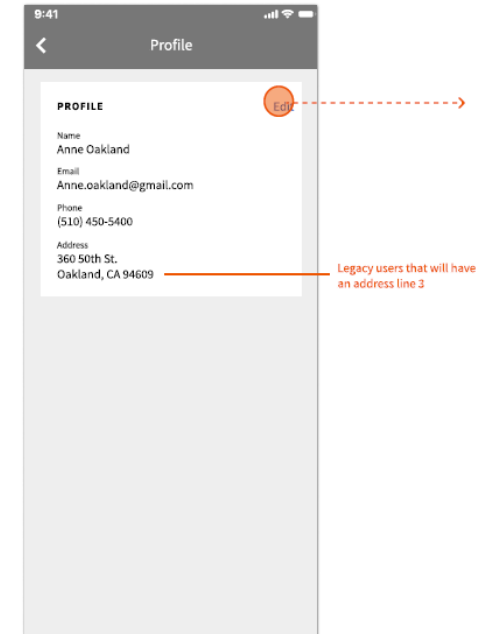 9:41
Profile
PROFILE
Edit
Name
Anne Oakland
Email
Anne.oakland@gmail.com
Phone
(510) 450-5400
Address
360 50th St.
Oakland, CA 94609
Legacy users that will have
an address line 3